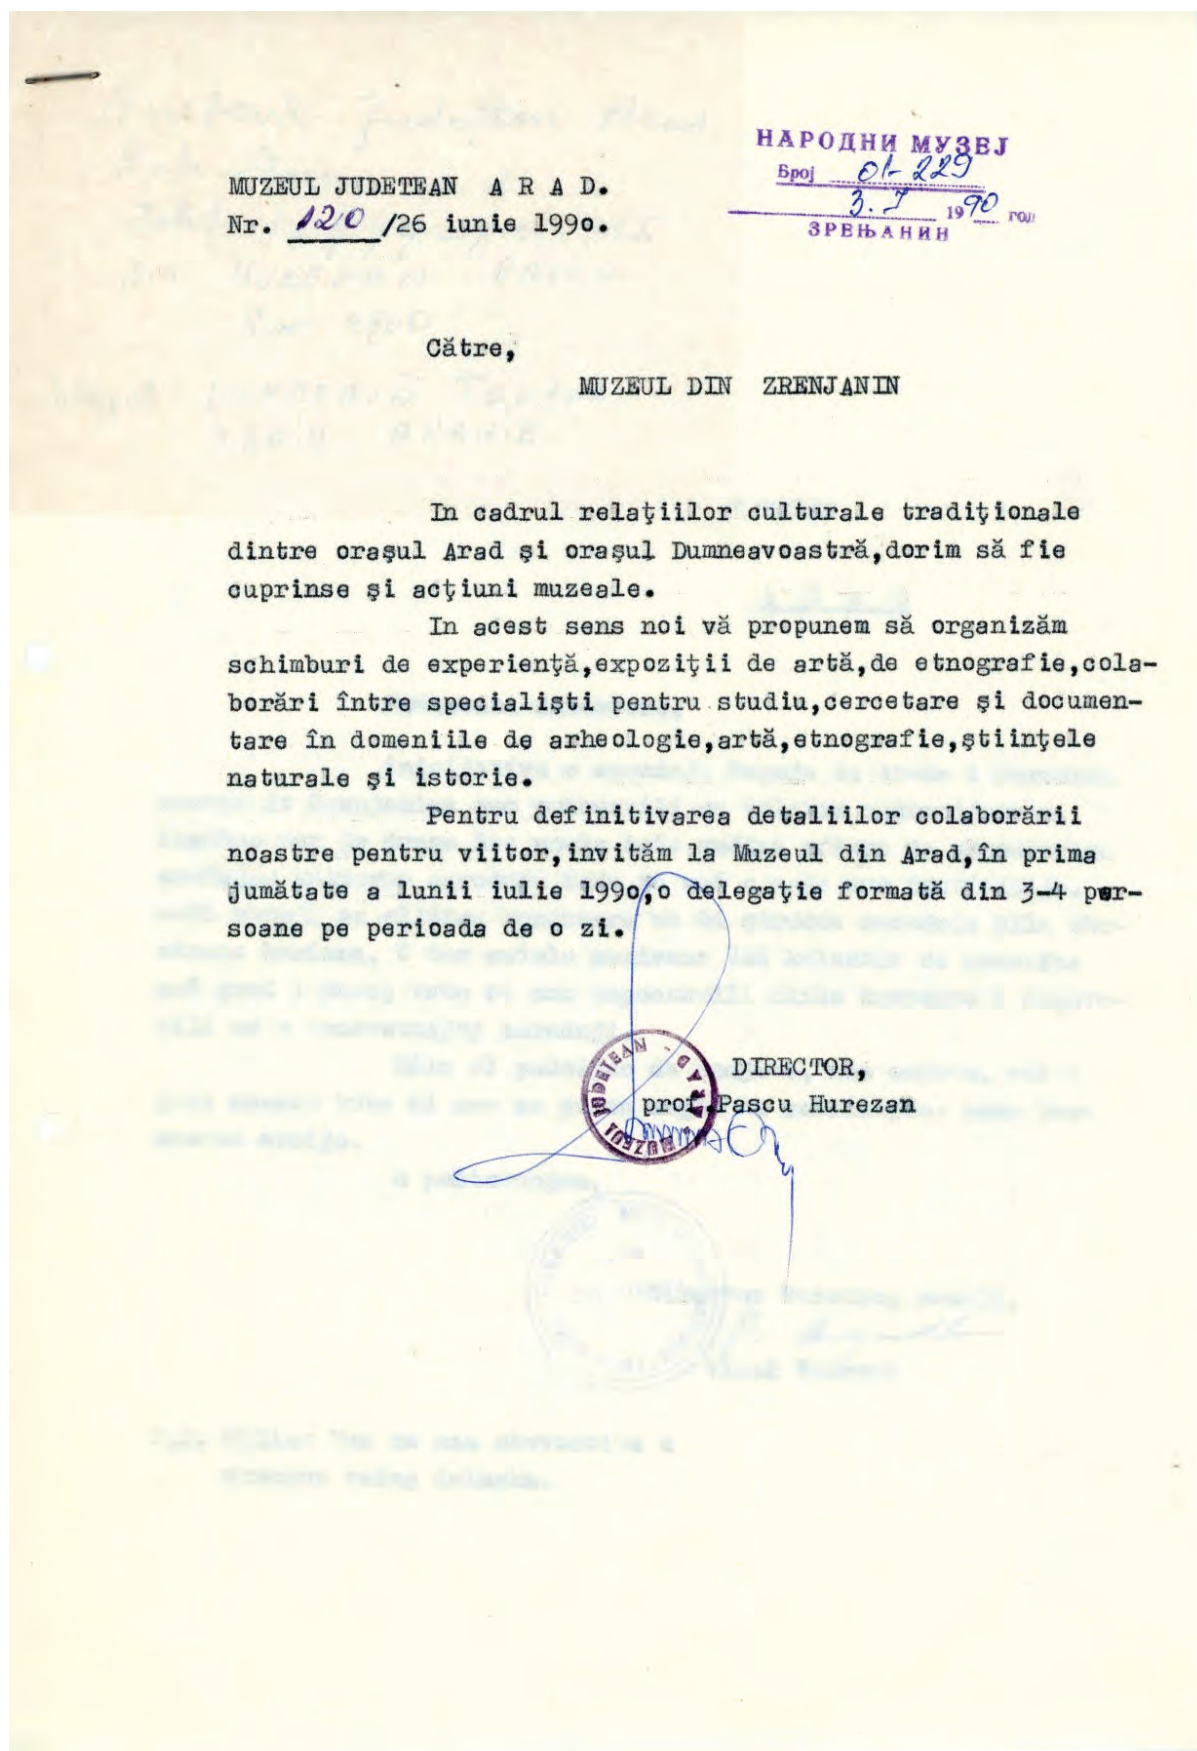 НАРОДНИ МУЗЕЈ
Број 01-229
3. 7 1990 год
ЗРЕЊАНИН
MUZEUL JUDETEAN A R A D.
Nr. 120 /26 iunie 199o.
Către,
MUZEUL DIN ZRENJANIN
In cadrul relaţiilor culturale tradiţionale
dintre oraşul Arad şi oraşul Dumneavoastră,dorim să fie
cuprinse şi acţiuni muzeale.
In acest sens noi vă propunem să organizăm
schimburi de experienţă,expoziţii de artă,de etnografie,cola-
borări între specialişti pentru studiu,cercetare şi documen-
tare în domeniile de arheologie,artă,etnografie,ştiinţele
naturale şi istorie.
Pentru definitivarea detaliilor colaborării
noastre pentru viitor,invităm la Muzeul din Arad,în prima
jumătate a lunii iulie 199o,o delegaţie formată din 3-4 per-
soane pe perioada de o zi.
DIRECTOR,
prof.Pascu Hurezan
MUZEUL JUDEŢEAN - ARAD